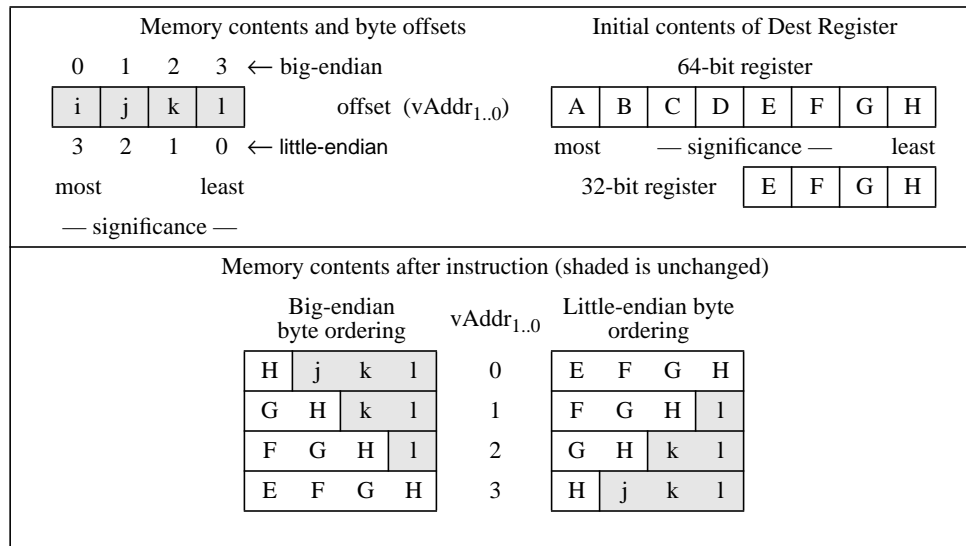 Memory contents and byte offsets
Initial contents of Dest Register
0 1 2 3 ← big-endian
64-bit register
i j k l offset (vAddr1..0)
A B C D E F G H
3 2 1 0 ← little-endian
most — significance — least
most least
32-bit register E F G H
— significance —
Memory contents after instruction (shaded is unchanged)
Big-endian byte ordering
vAddr1..0
Little-endian byte ordering
H j k l 0 E F G H
G H k l 1 F G H l
F G H l 2 G H k l
E F G H 3 H j k l